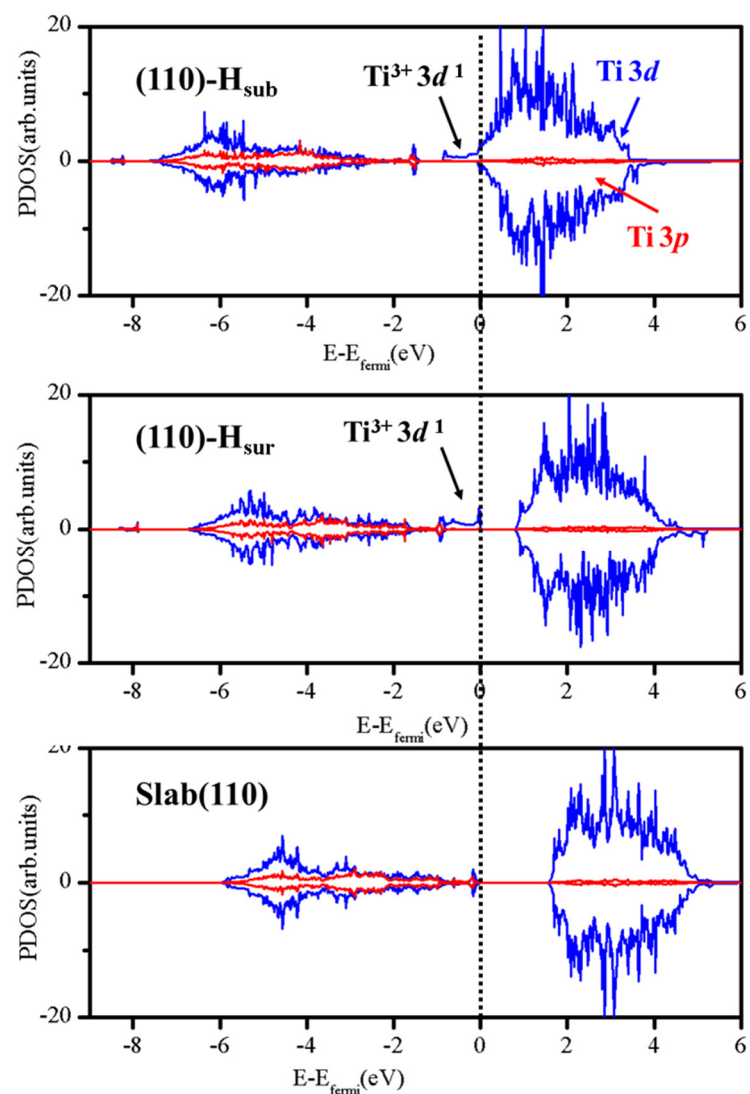 20
(110)-Hsub
Ti3+ 3d 1
Ti 3d
PDOS(arb.units)
0
Ti 3p
-20
-8 -6 -4 -2 0 2 4 6
E-Efermi(eV)
20
(110)-Hsur
Ti3+ 3d 1
PDOS(arb.units)
0
-20
-8 -6 -4 -2 0 2 4 6
E-Efermi(eV)
20
Slab(110)
PDOS(arb.units)
0
-20
-8 -6 -4 -2 0 2 4 6
E-Efermi(eV)